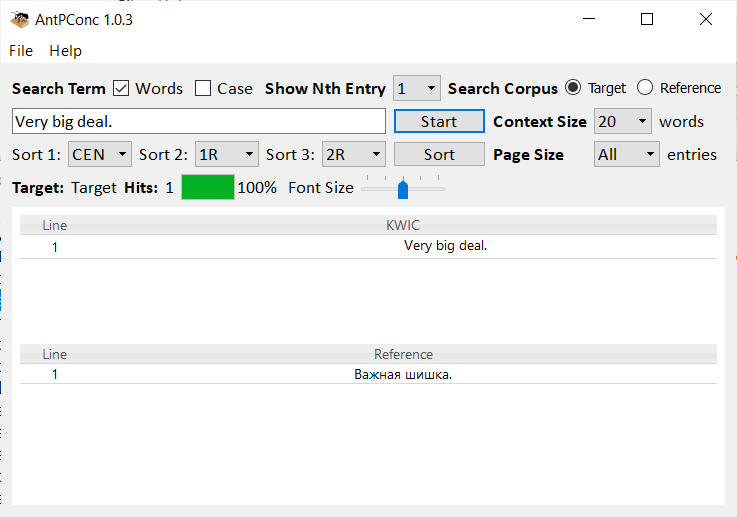 AntPConc 1.0.3
File Help
Search Term Words Case Show Nth Entry 1 Search Corpus Target Reference
Very big deal. Start Context Size 20 words
Sort 1: CEN Sort 2: 1R Sort 3: 2R Sort Page Size All entries
Target: Target Hits: 1 100% Font Size
Line KWIC
1 Very big deal.
Line Reference
1 Важная шишка.